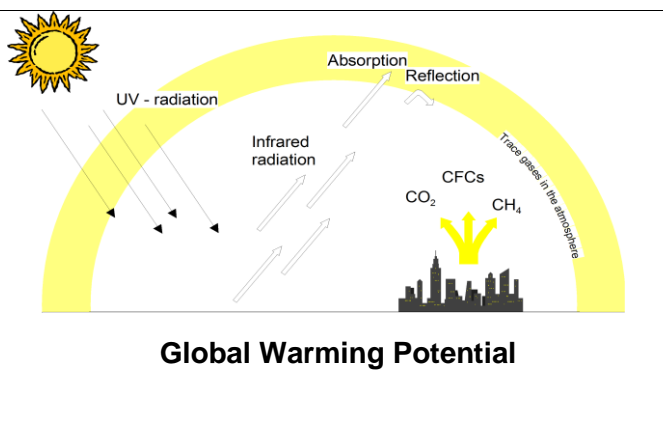 Absorption
Reflection
UV - radiation
Infrared
radiation
Trace gases in the atmosphere
CFCs
CO₂
CH₄
Global Warming Potential